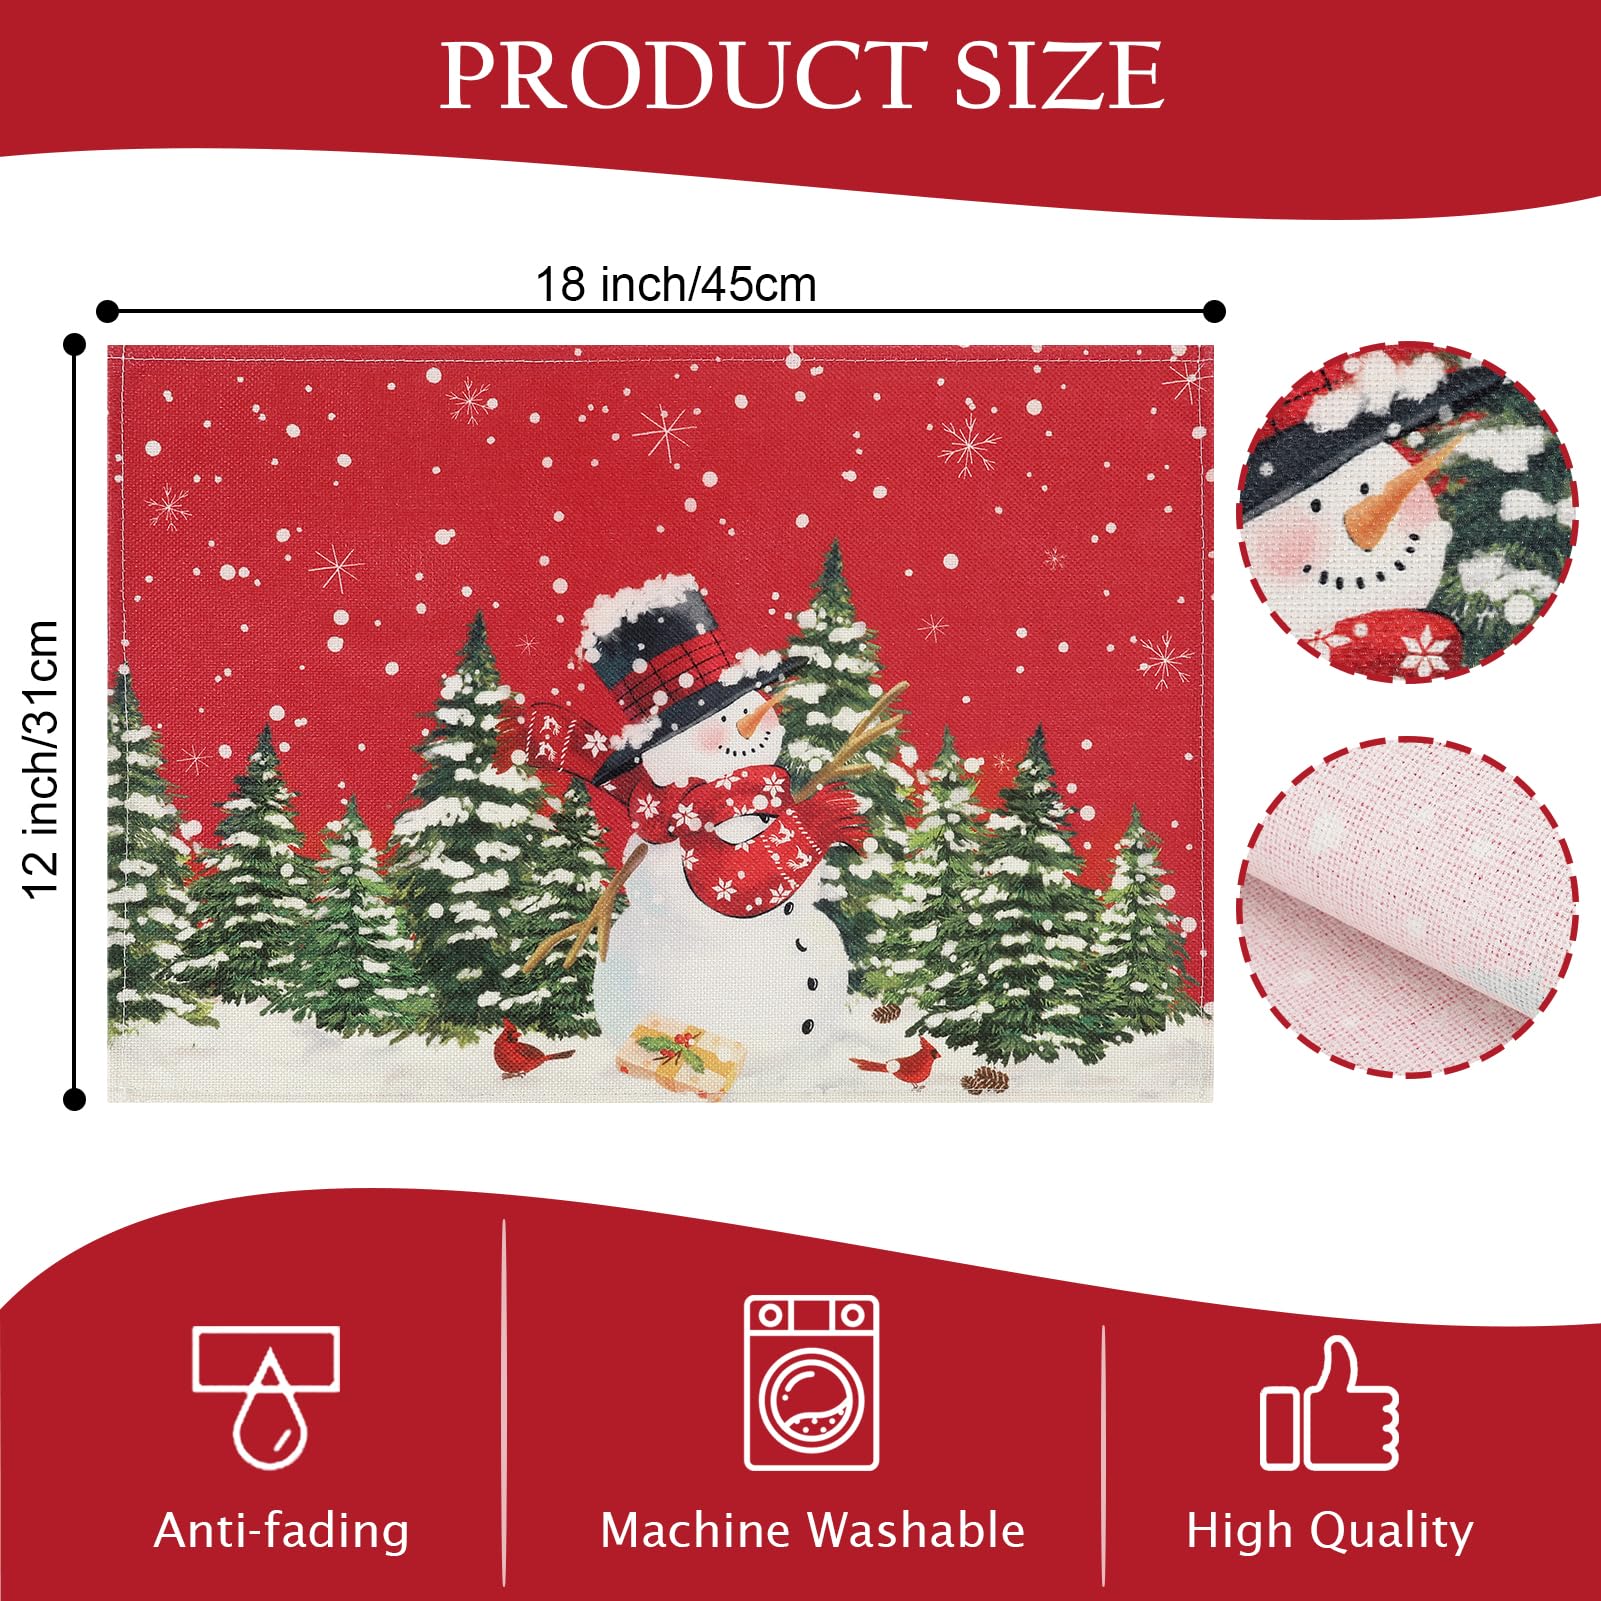 PRODUCT SIZE
18 inch/45cm
12 inch/31cm
Anti-fading
Machine Washable
High Quality